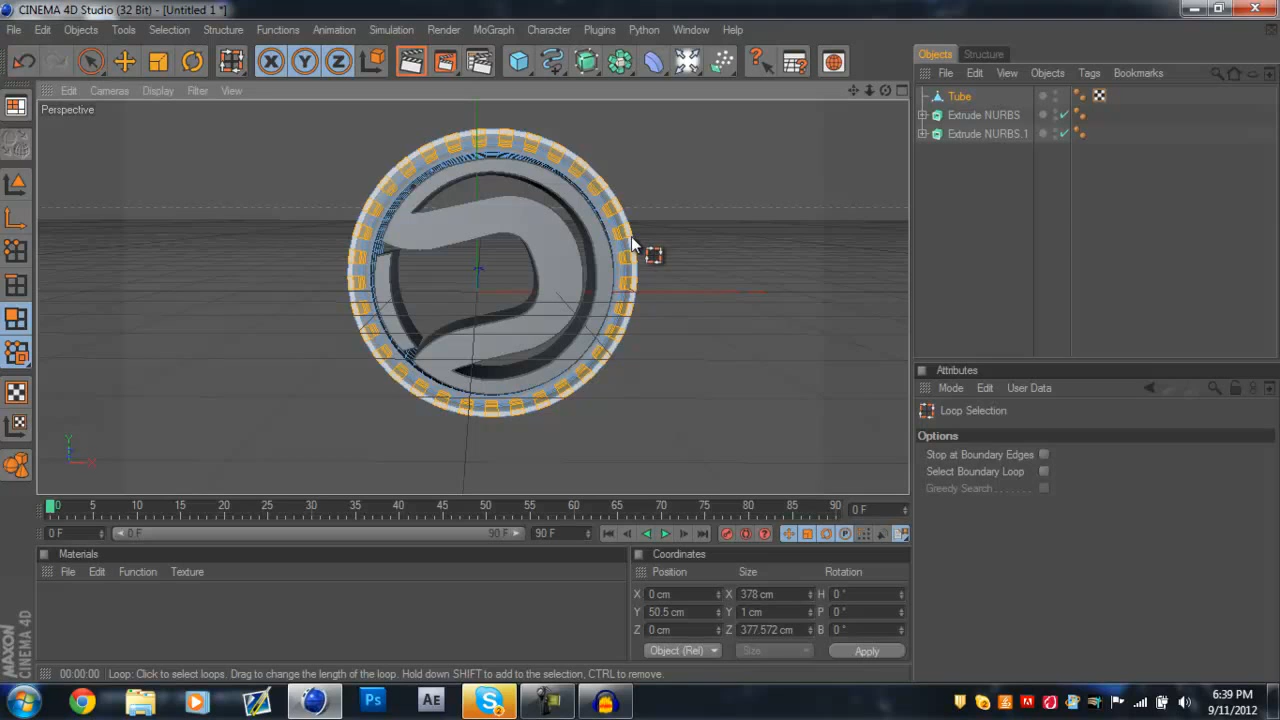 CINEMA 4D Studio (32 Bit) - [Untitled 1 *]
File Edit Objects Tools Selection Structure Functions Animation Simulation Render MoGraph Character Plugins Python Window Help
Objects Structure
File Edit View Objects Tags Bookmarks
Edit Cameras Display Filter View
Perspective
Tube
Extrude NURBS
Extrude NURBS.1
Y
X
Attributes
Mode Edit User Data
Loop Selection
Options
Stop at Boundary Edges
Select Boundary Loop
Greedy Search . . . . . . .
0 5 10 15 20 25 30 35 40 45 50 55 60 65 70 75 80 85 90 0 F
0 F 0 F 90 F 90 F
Materials
File Edit Function Texture
Coordinates
Position Size Rotation
X 0 cm X 378 cm H 0 °
Y 50.5 cm Y 1 cm P 0 °
Z 0 cm Z 377.572 cm B 0 °
Object (Rel) Size Apply
MAXON
CINEMA 4D
00:00:00 Loop: Click to select loops. Drag to change the length of the loop. Hold down SHIFT to add to the selection, CTRL to remove.
Ps AE S 2
6:39 PM
9/11/2012